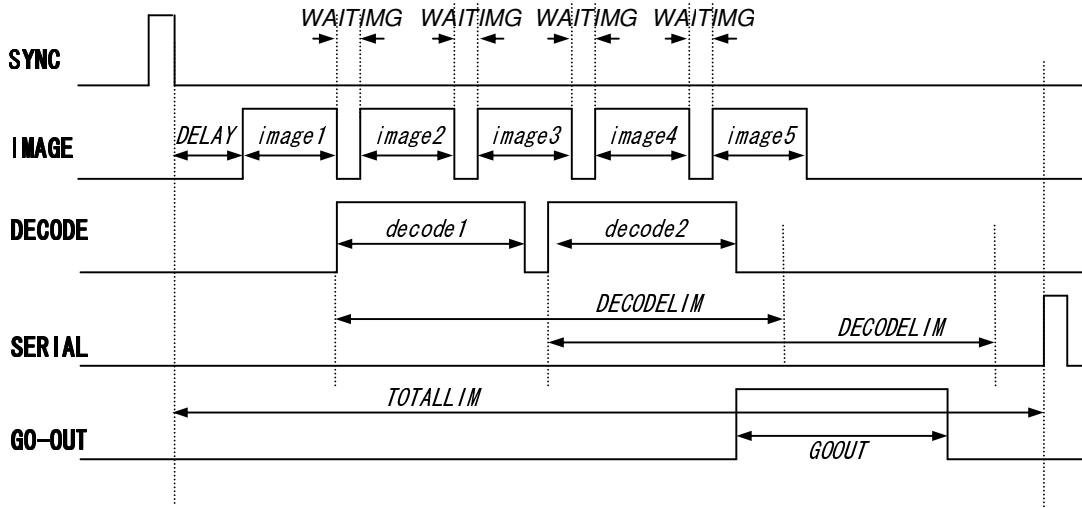 WAITIMG WAITIMG WAITIMG WAITIMG
SYNC
IMAGE DELAY image1 image2 image3 image4 image5
DECODE decode1 decode2
DECODELIM
DECODELIM
SERIAL
TOTALLIM
GO-OUT GOOUT